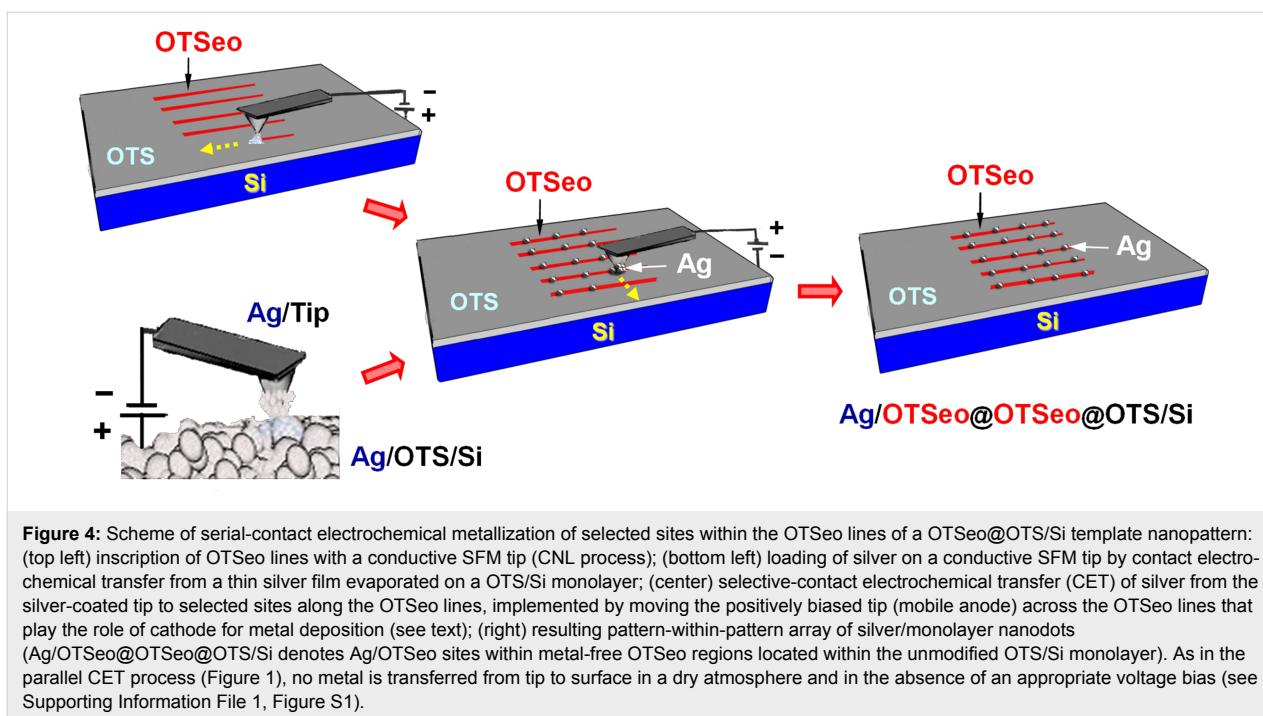 OTSeo
−
+
OTS
Si
OTSeo
+
−
Ag
OTS
Si
OTSeo
Ag
OTS
Si
Ag/Tip
−
+
Ag/OTS/Si
Ag/OTSeo@OTSeo@OTS/Si
Figure 4: Scheme of serial-contact electrochemical metallization of selected sites within the OTSeo lines of a OTSeo@OTS/Si template nanopattern:
(top left) inscription of OTSeo lines with a conductive SFM tip (CNL process); (bottom left) loading of silver on a conductive SFM tip by contact electro-
chemical transfer from a thin silver film evaporated on a OTS/Si monolayer; (center) selective-contact electrochemical transfer (CET) of silver from the
silver-coated tip to selected sites along the OTSeo lines, implemented by moving the positively biased tip (mobile anode) across the OTSeo lines that
play the role of cathode for metal deposition (see text); (right) resulting pattern-within-pattern array of silver/monolayer nanodots
(Ag/OTSeo@OTSeo@OTS/Si denotes Ag/OTSeo sites within metal-free OTSeo regions located within the unmodified OTS/Si monolayer). As in the
parallel CET process (Figure 1), no metal is transferred from tip to surface in a dry atmosphere and in the absence of an appropriate voltage bias (see
Supporting Information File 1, Figure S1).